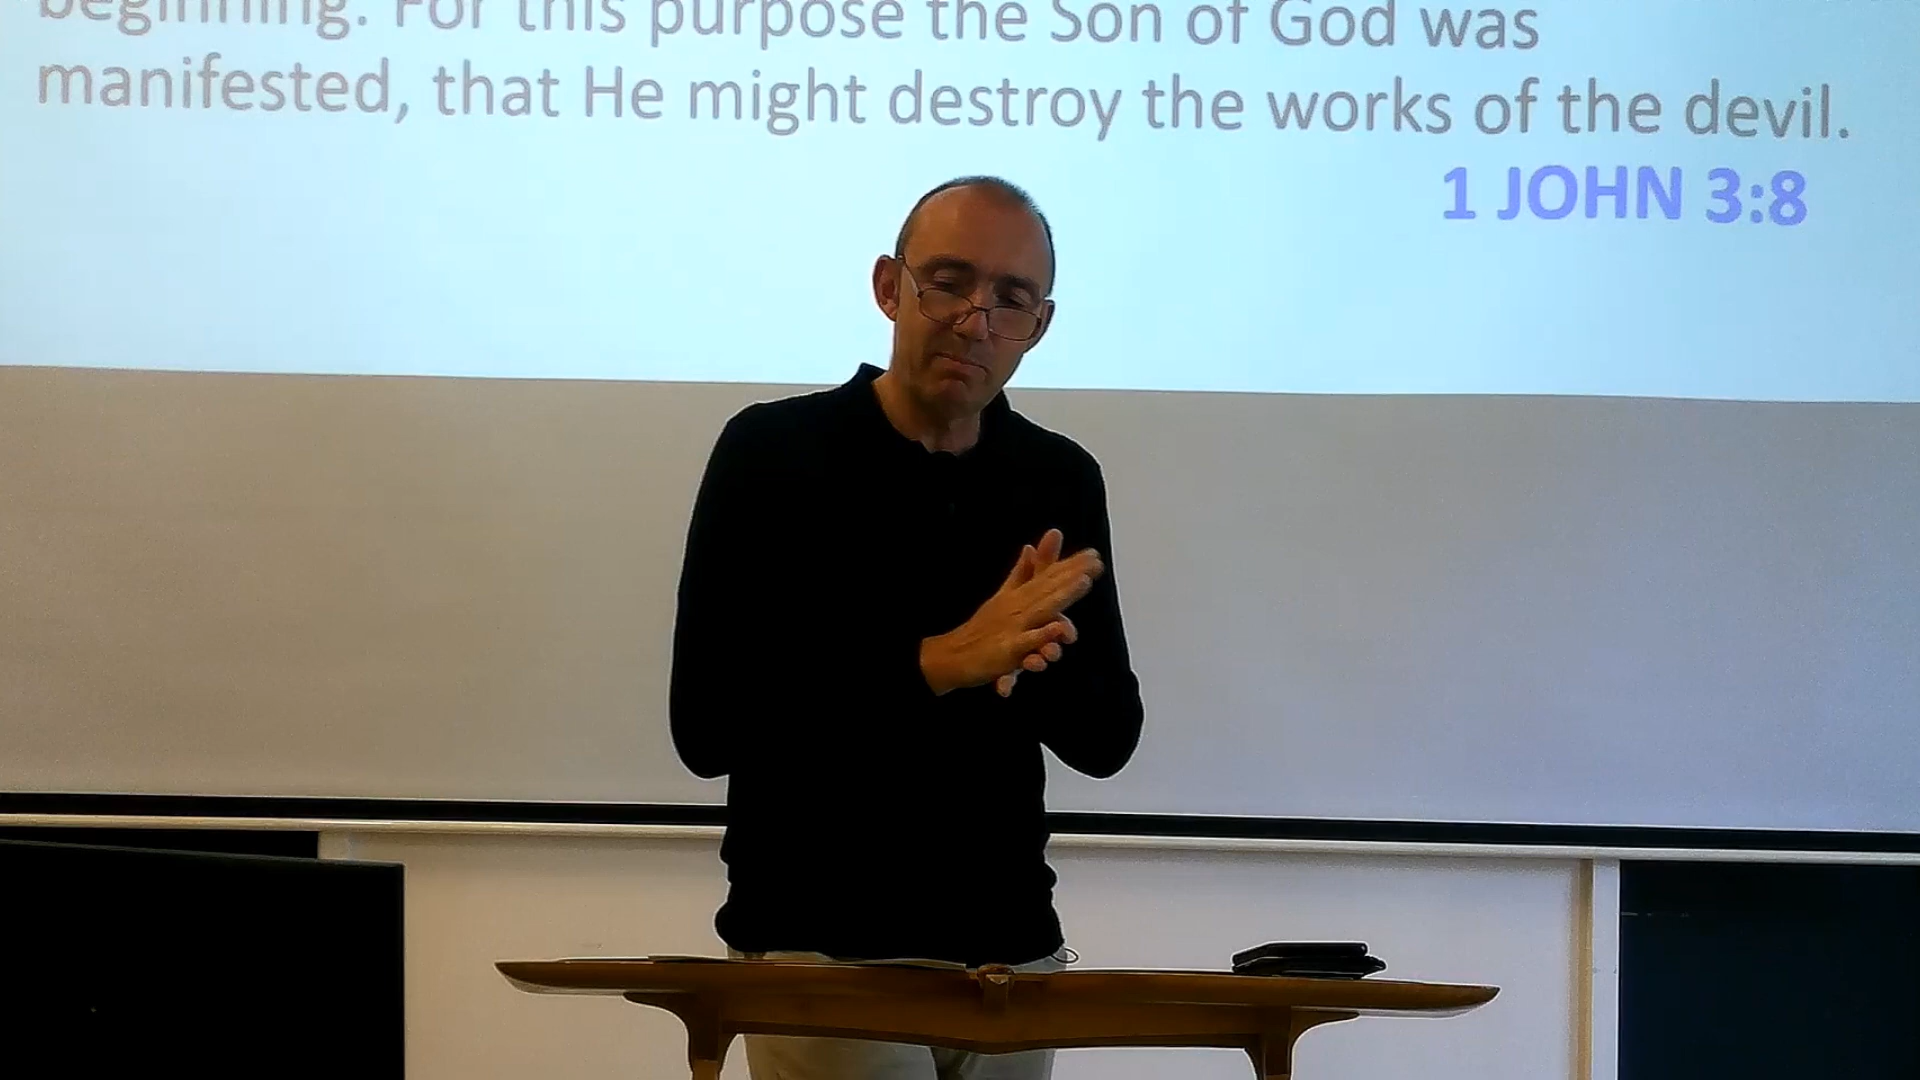 beginning. For this purpose the Son of God was
manifested, that He might destroy the works of the devil.
1 JOHN 3:8